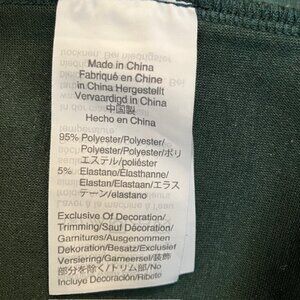 Made in China
Fabriqué en Chine
in China Hergestellt
Vervaardigd in China
中国製
Hecho en China
95% Polyester/Polyester/
Polyester/Polyester/ポリ
エステル/poliéster
5% Elastane/Élasthanne/
Elastan/Elastaan/エラス
テーン/elastano
Exclusive Of Decoration/
Trimming/Sauf Décoration/
Garnitures/Ausgenommen
Dekoration/Besatz/Exclusief
Versiering/Garneersel/装飾
部分を除く/トリム部/No
Incluye Decoración/Ribete